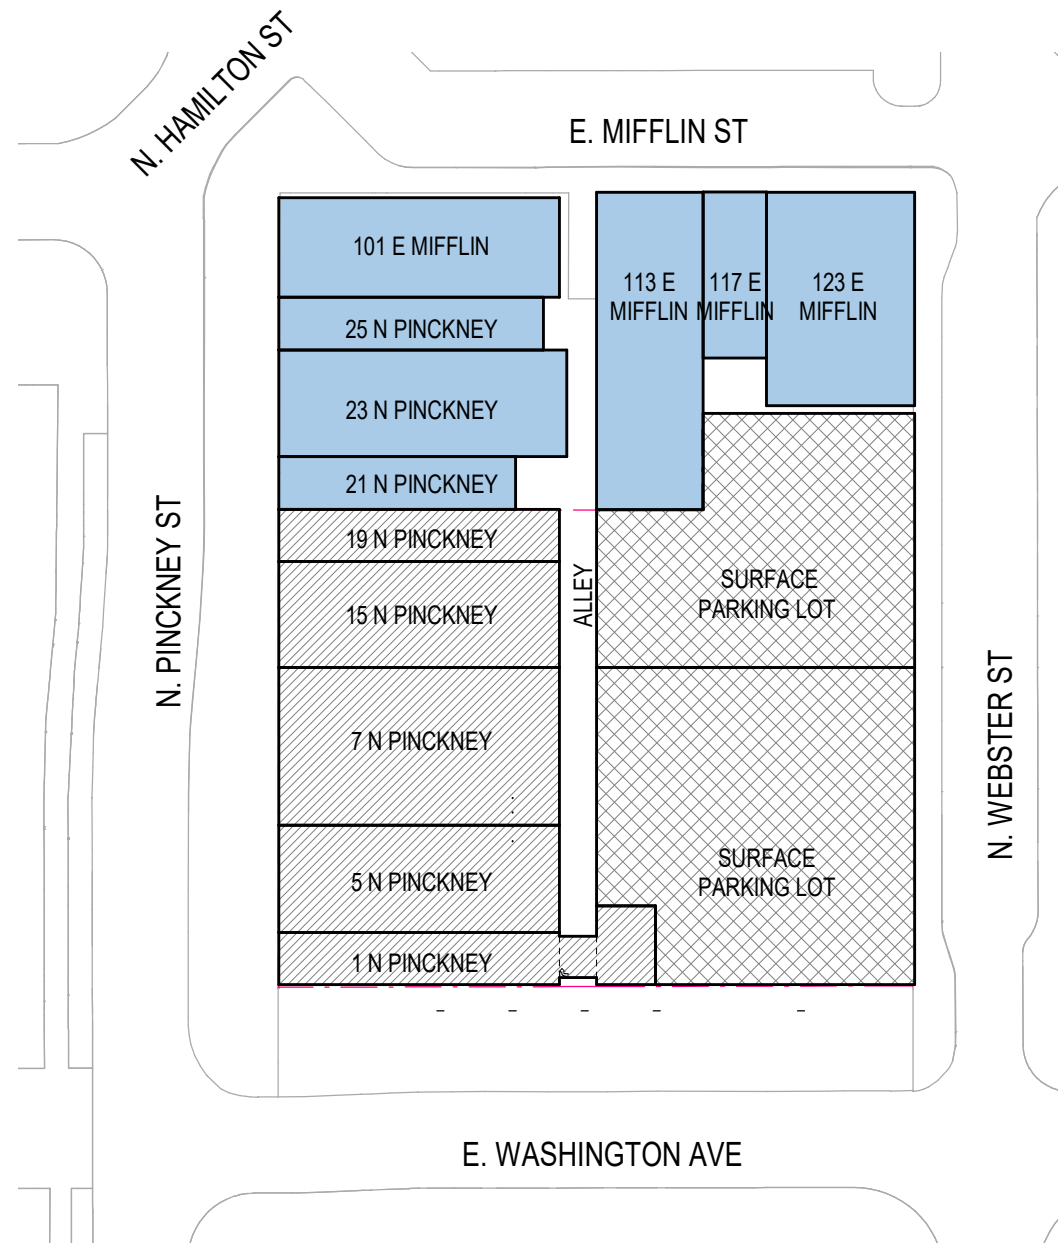 N. HAMILTON ST
E. MIFFLIN ST
101 E MIFFLIN
25 N PINCKNEY
23 N PINCKNEY
21 N PINCKNEY
113 E
MIFFLIN
117 E
MIFFLIN
123 E
MIFFLIN
19 N PINCKNEY
15 N PINCKNEY
7 N PINCKNEY
5 N PINCKNEY
1 N PINCKNEY
ALLEY
SURFACE
PARKING LOT
SURFACE
PARKING LOT
N. PINCKNEY ST
N. WEBSTER ST
E. WASHINGTON AVE